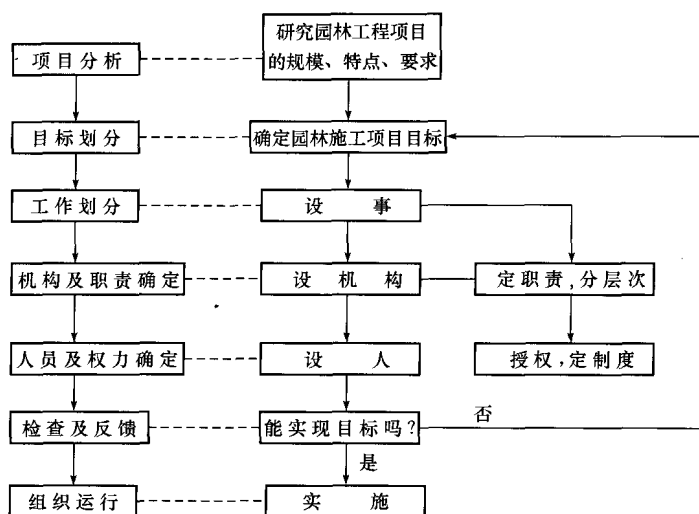 研究园林工程项目
的规模、特点、要求
项目分析
目标划分
确定园林施工项目目标
工作划分
设事
机构及职责确定
设机构
定职责,分层次
人员及权力确定
设人
授权,定制度
检查及反馈
能实现目标吗?
否
是
组织运行
实施